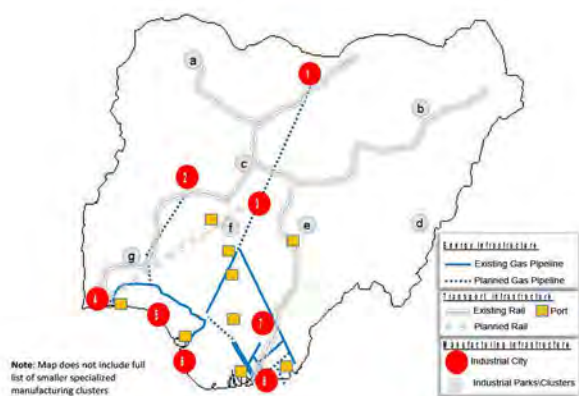 1
a
b
c
2
3
f
e
d
g
4
5
7
6
8
Energy Infrastructure
Existing Gas Pipeline
Planned Gas Pipeline
Transport Infrastructure
Existing Rail
Port
Planned Rail
Manufacturing Infrastructure
Industrial City
Industrial Parks\Clusters
Note: Map does not include full
list of smaller specialized
manufacturing clusters